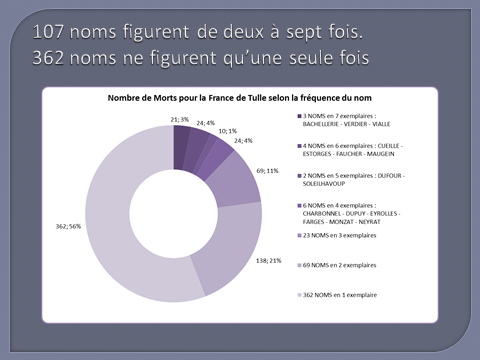 107 noms figurent de deux à sept fois.
362 noms ne figurent qu'une seule fois
Nombre de Morts pour la France de Tulle selon la fréquence du nom
21; 3%
24; 4%
10; 1%
24; 4%
69; 11%
138; 21%
362; 56%
3 NOMS en 7 exemplaires :
BACHELLERIE - VERDIER - VIALLE
4 NOMS en 6 exemplaires : CUEILLE -
ESTORGES - FAUCHER - MAUGEIN
2 NOMS en 5 exemplaires : DUFOUR -
SOLEILHAVOUP
6 NOMS en 4 exemplaires :
CHARBONNEL - DUPUY - EYROLLES -
FARGES - MONZAT - NEYRAT
23 NOMS en 3 exemplaires
69 NOMS en 2 exemplaires
362 NOMS en 1 exemplaire